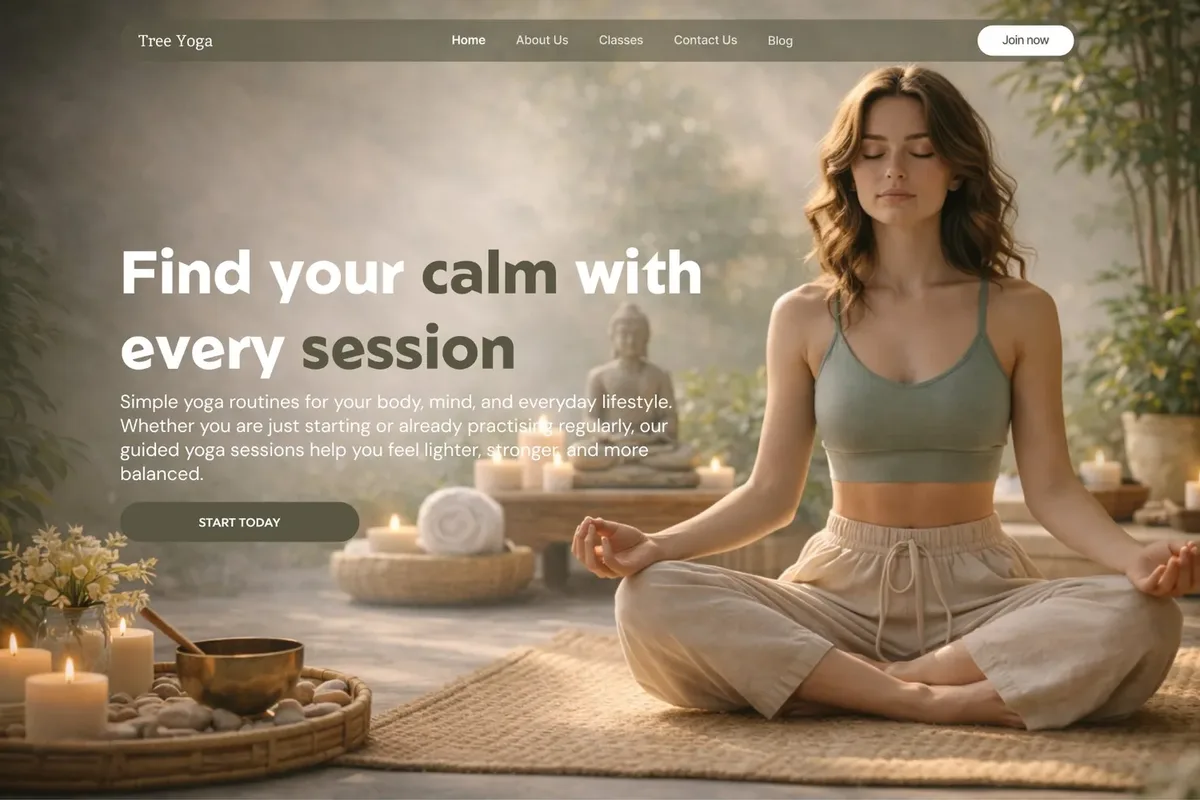 Tree Yoga
Home About Us Classes Contact Us Blog
Join now
Find your calm with
every session
Simple yoga routines for your body, mind, and everyday lifestyle.
Whether you are just starting or already practising regularly, our
guided yoga sessions help you feel lighter, stronger, and more
balanced.
START TODAY